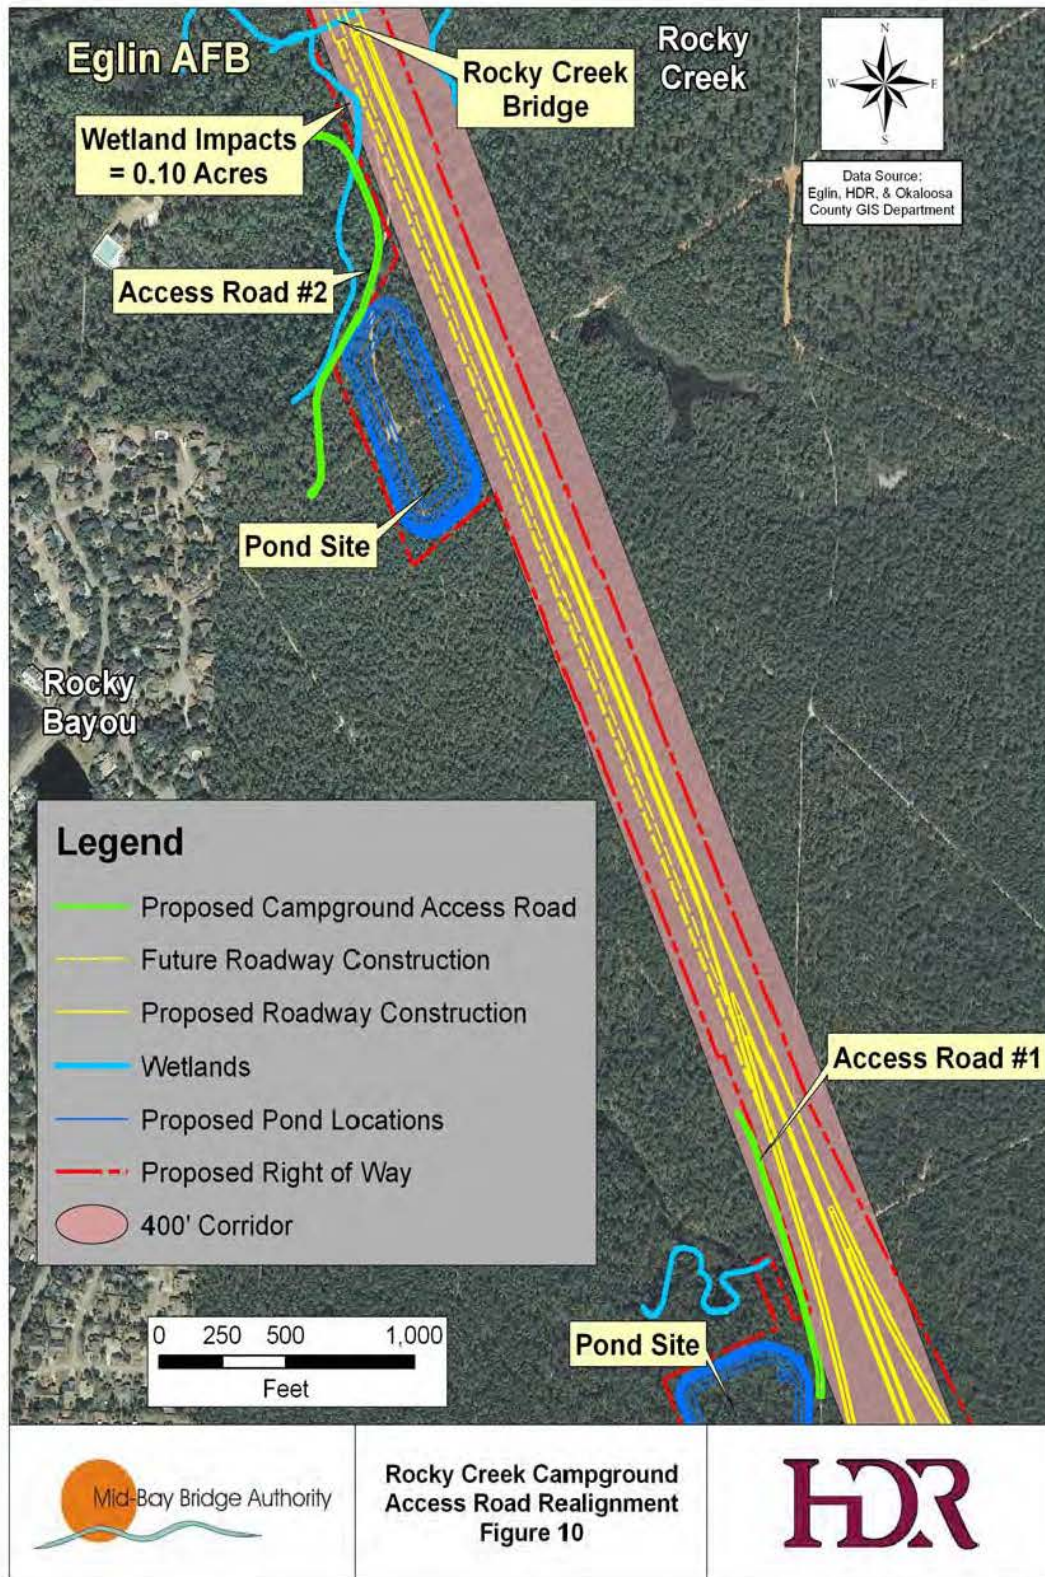 Eglin AFB
Rocky
Creek
N
W
E
S
Rocky Creek
Bridge
Wetland Impacts
= 0.10 Acres
Data Source:
Eglin, HDR, & Okaloosa
County GIS Department
Access Road #2
Pond Site
Rocky
Bayou
Legend
Proposed Campground Access Road
Future Roadway Construction
Proposed Roadway Construction
Wetlands
Proposed Pond Locations
Proposed Right of Way
400' Corridor
Access Road #1
0 250 500 1,000
Feet
Pond Site
Mid-Bay Bridge Authority
Rocky Creek Campground
Access Road Realignment
Figure 10
HDR